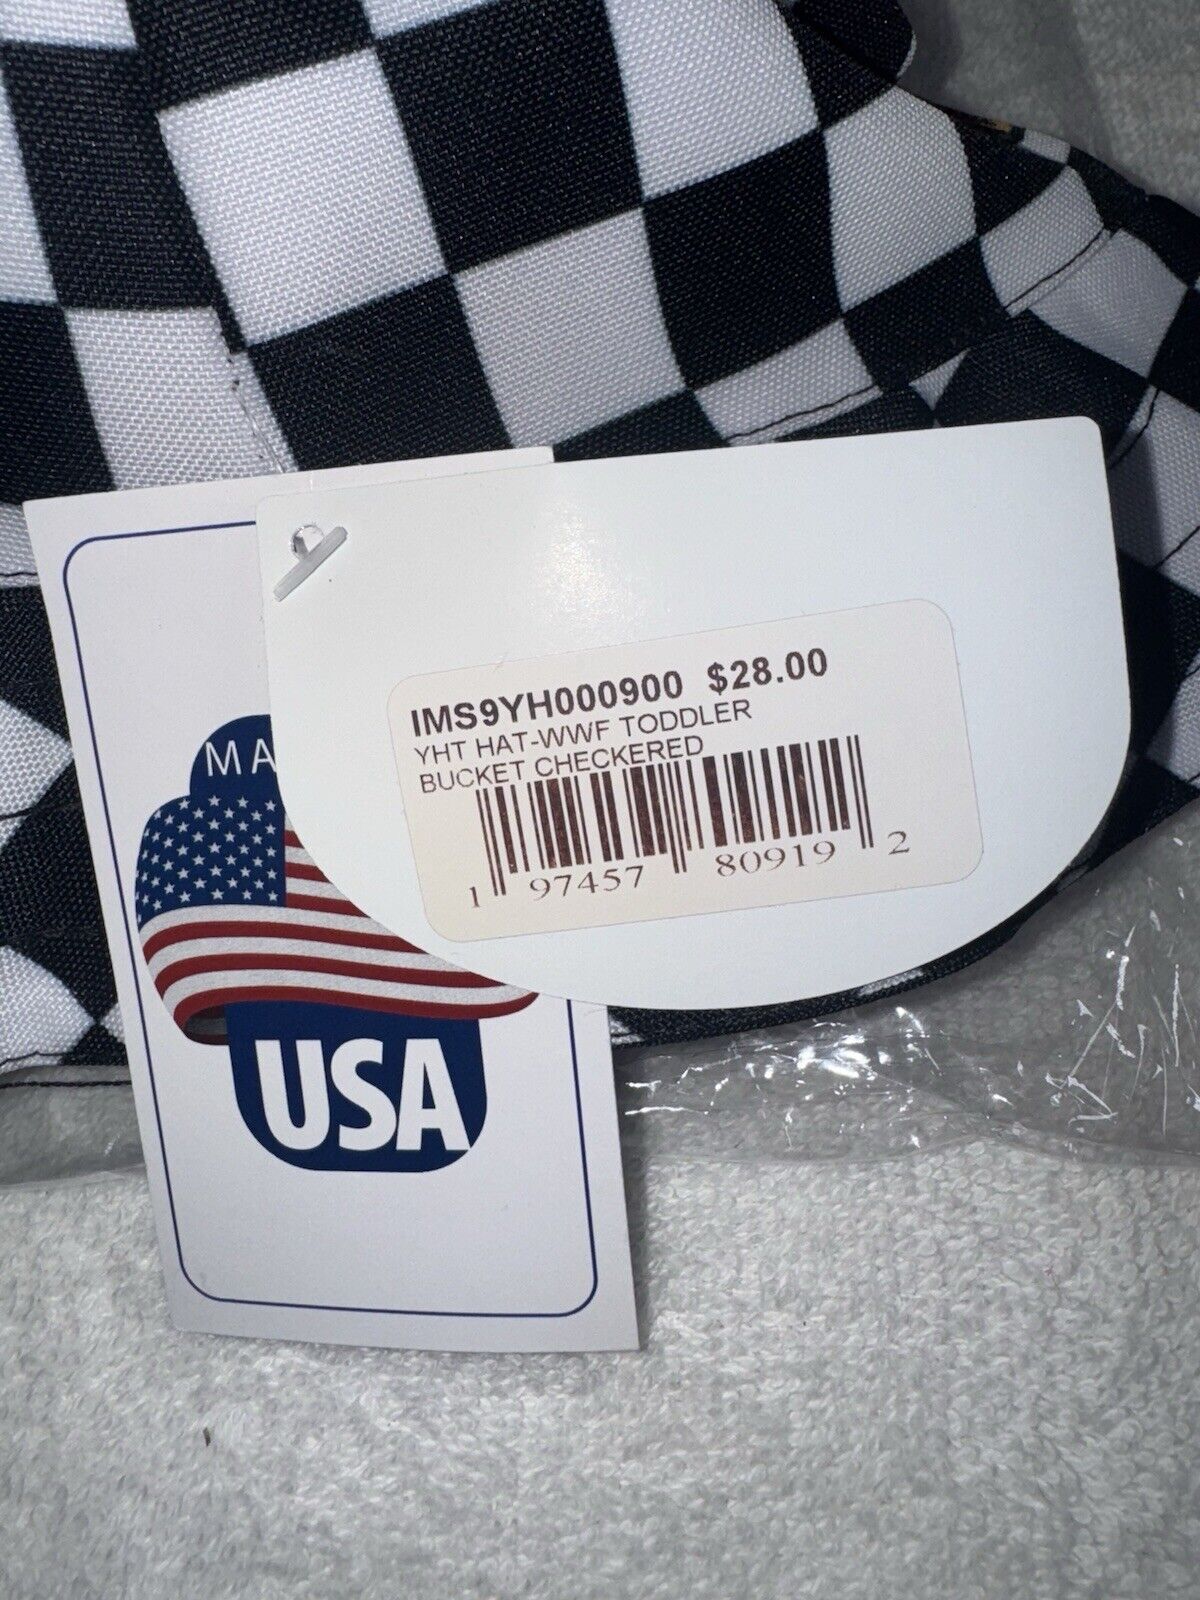 IMS9YH000900 $28.00
YHT HAT-WWF TODDLER
BUCKET CHECKERED
1 97457 80919 2
MA
USA